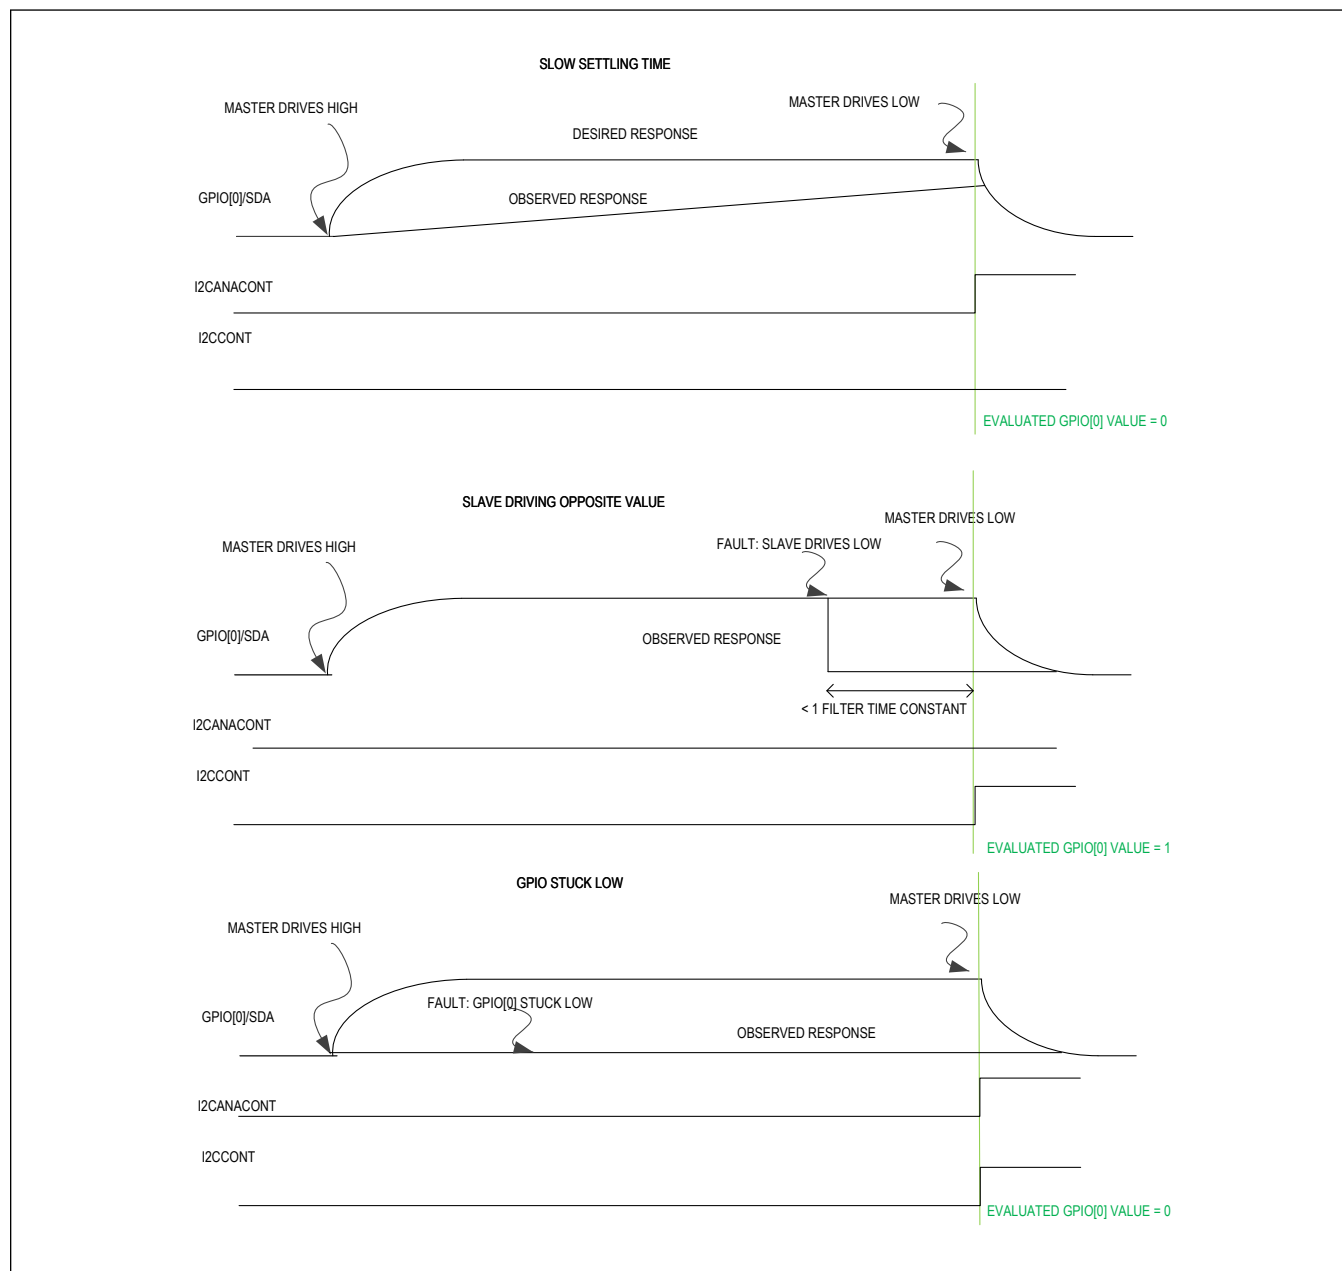 SLOW SETTLING TIME
MASTER DRIVES HIGH
MASTER DRIVES LOW
DESIRED RESPONSE
GPIO[0]/SDA
OBSERVED RESPONSE
I2CANACONT
I2CCONT
EVALUATED GPIO[0] VALUE = 0
SLAVE DRIVING OPPOSITE VALUE
MASTER DRIVES LOW
MASTER DRIVES HIGH
FAULT: SLAVE DRIVES LOW
GPIO[0]/SDA
OBSERVED RESPONSE
< 1 FILTER TIME CONSTANT
I2CANACONT
I2CCONT
EVALUATED GPIO[0] VALUE = 1
GPIO STUCK LOW
MASTER DRIVES LOW
MASTER DRIVES HIGH
FAULT: GPIO[0] STUCK LOW
GPIO[0]/SDA
OBSERVED RESPONSE
I2CANACONT
I2CCONT
EVALUATED GPIO[0] VALUE = 0